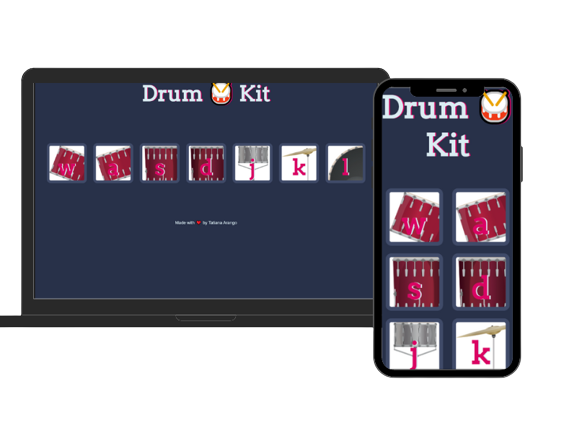 Drum Kit
w a s d j k l
Made with ❤ by Tatiana Arango
Drum
Kit
w a
s d
j k